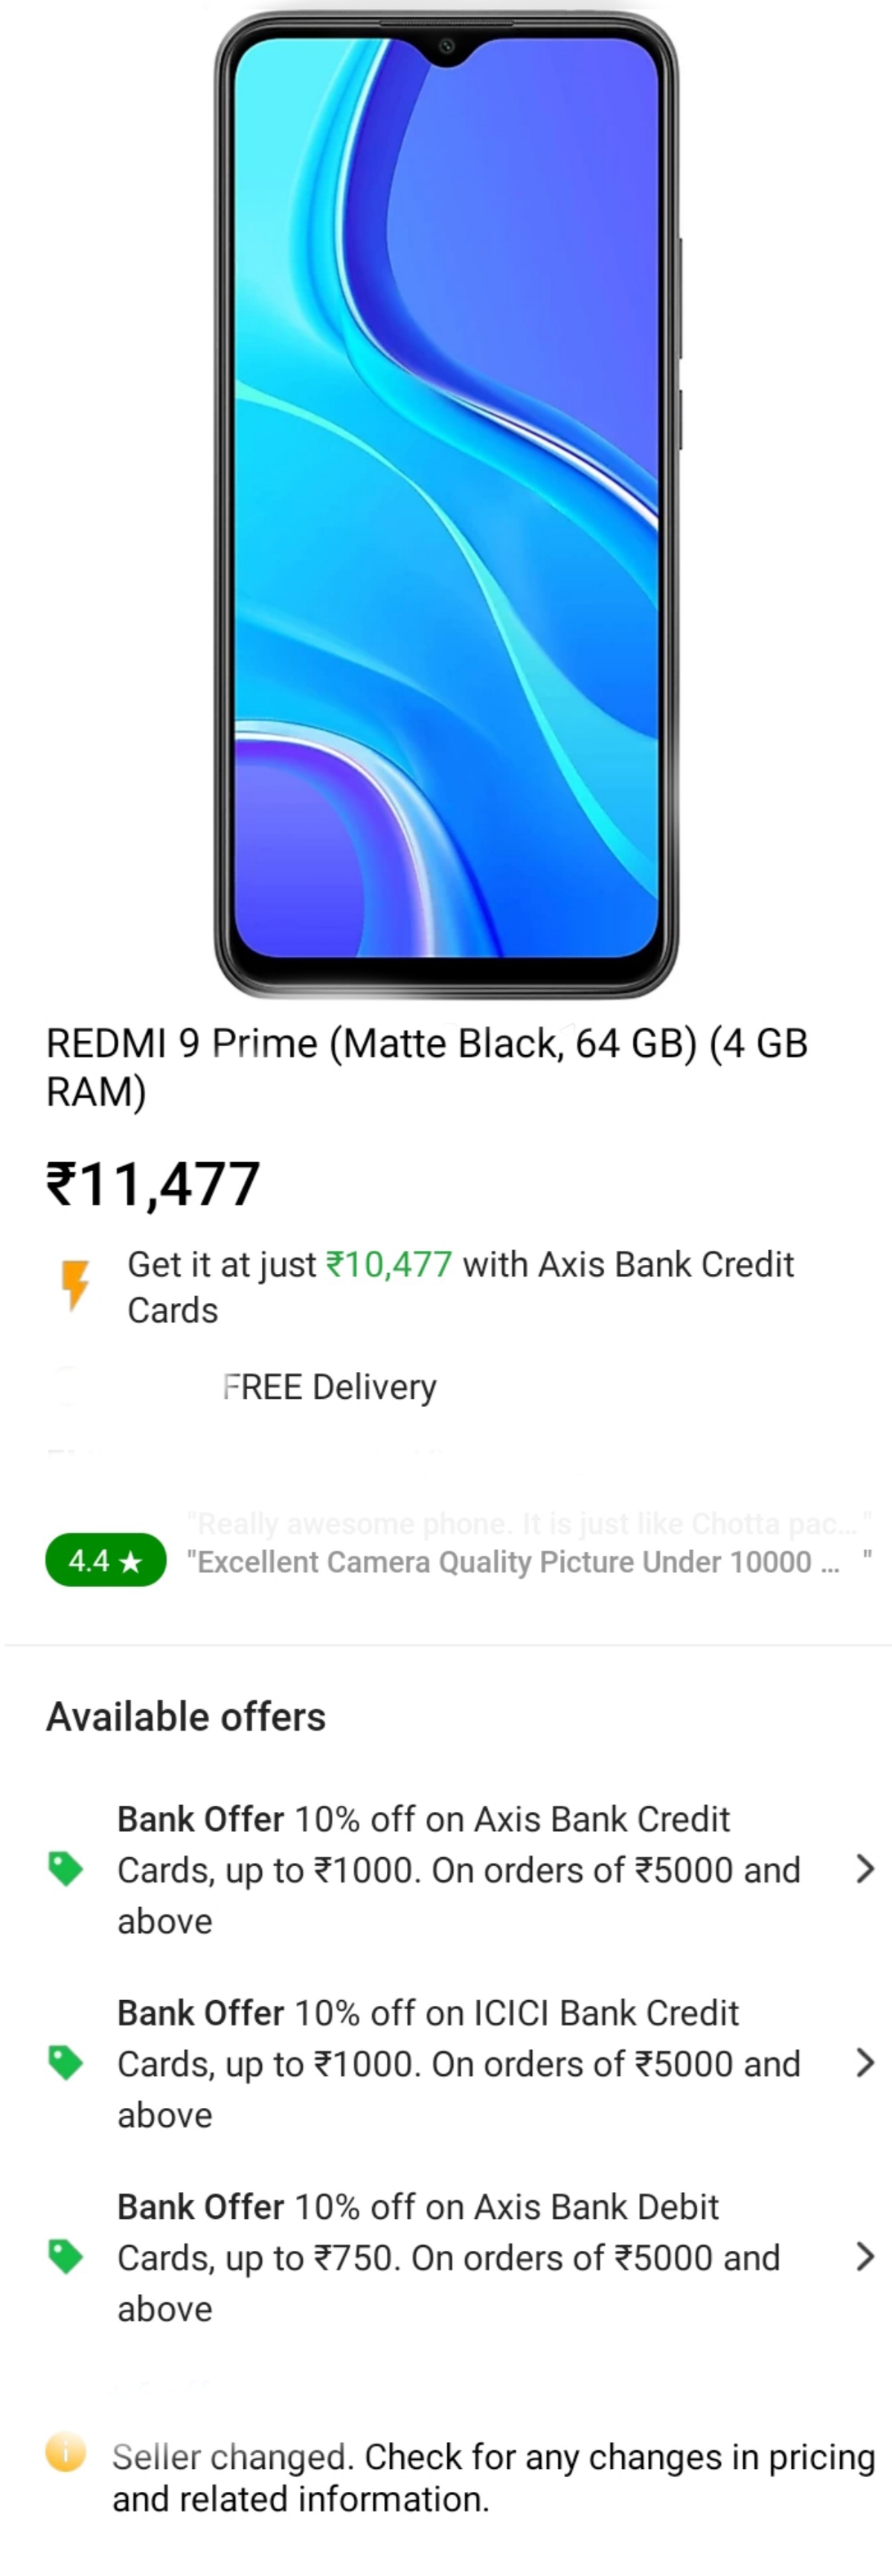 REDMI 9 Prime (Matte Black, 64 GB) (4 GB
RAM)
₹11,477
Get it at just ₹10,477 with Axis Bank Credit
Cards
FREE Delivery
"Really awesome phone. It is just like Chotta pac... "
4.4 ★ "Excellent Camera Quality Picture Under 10000 ... "
Available offers
Bank Offer 10% off on Axis Bank Credit
Cards, up to ₹1000. On orders of ₹5000 and
above
Bank Offer 10% off on ICICI Bank Credit
Cards, up to ₹1000. On orders of ₹5000 and
above
Bank Offer 10% off on Axis Bank Debit
Cards, up to ₹750. On orders of ₹5000 and
above
Seller changed. Check for any changes in pricing
and related information.